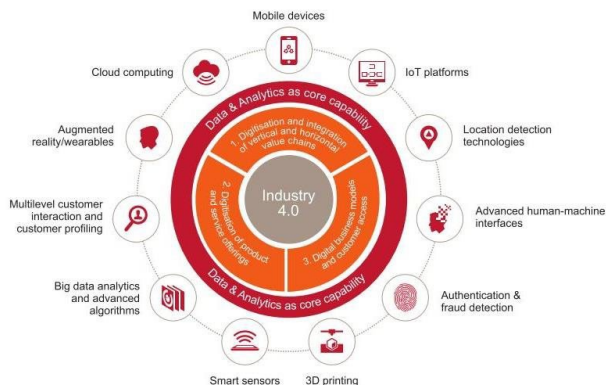 Mobile devices
Cloud computing
IoT platforms
Augmented
reality/wearables
Location detection
technologies
Multilevel customer
interaction and
customer profiling
Advanced human-machine
interfaces
Big data analytics
and advanced
algorithms
Authentication &
fraud detection
Smart sensors
3D printing
Data & Analytics as core capability
1. Digitisation and integration
of vertical and horizontal
value chains
2. Digitisation of product
and service offerings
3. Digital business models
and customer access
Industry
4.0
Data & Analytics as core capability